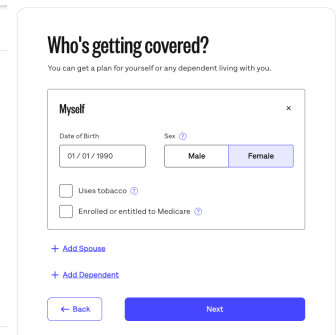 Who's getting covered?
You can get a plan for yourself or any dependent living with you.
Myself ×
Date of Birth Sex ?
01 / 01 / 1990 Male Female
Uses tobacco ?
Enrolled or entitled to Medicare ?
+ Add Spouse
+ Add Dependent
← Back Next